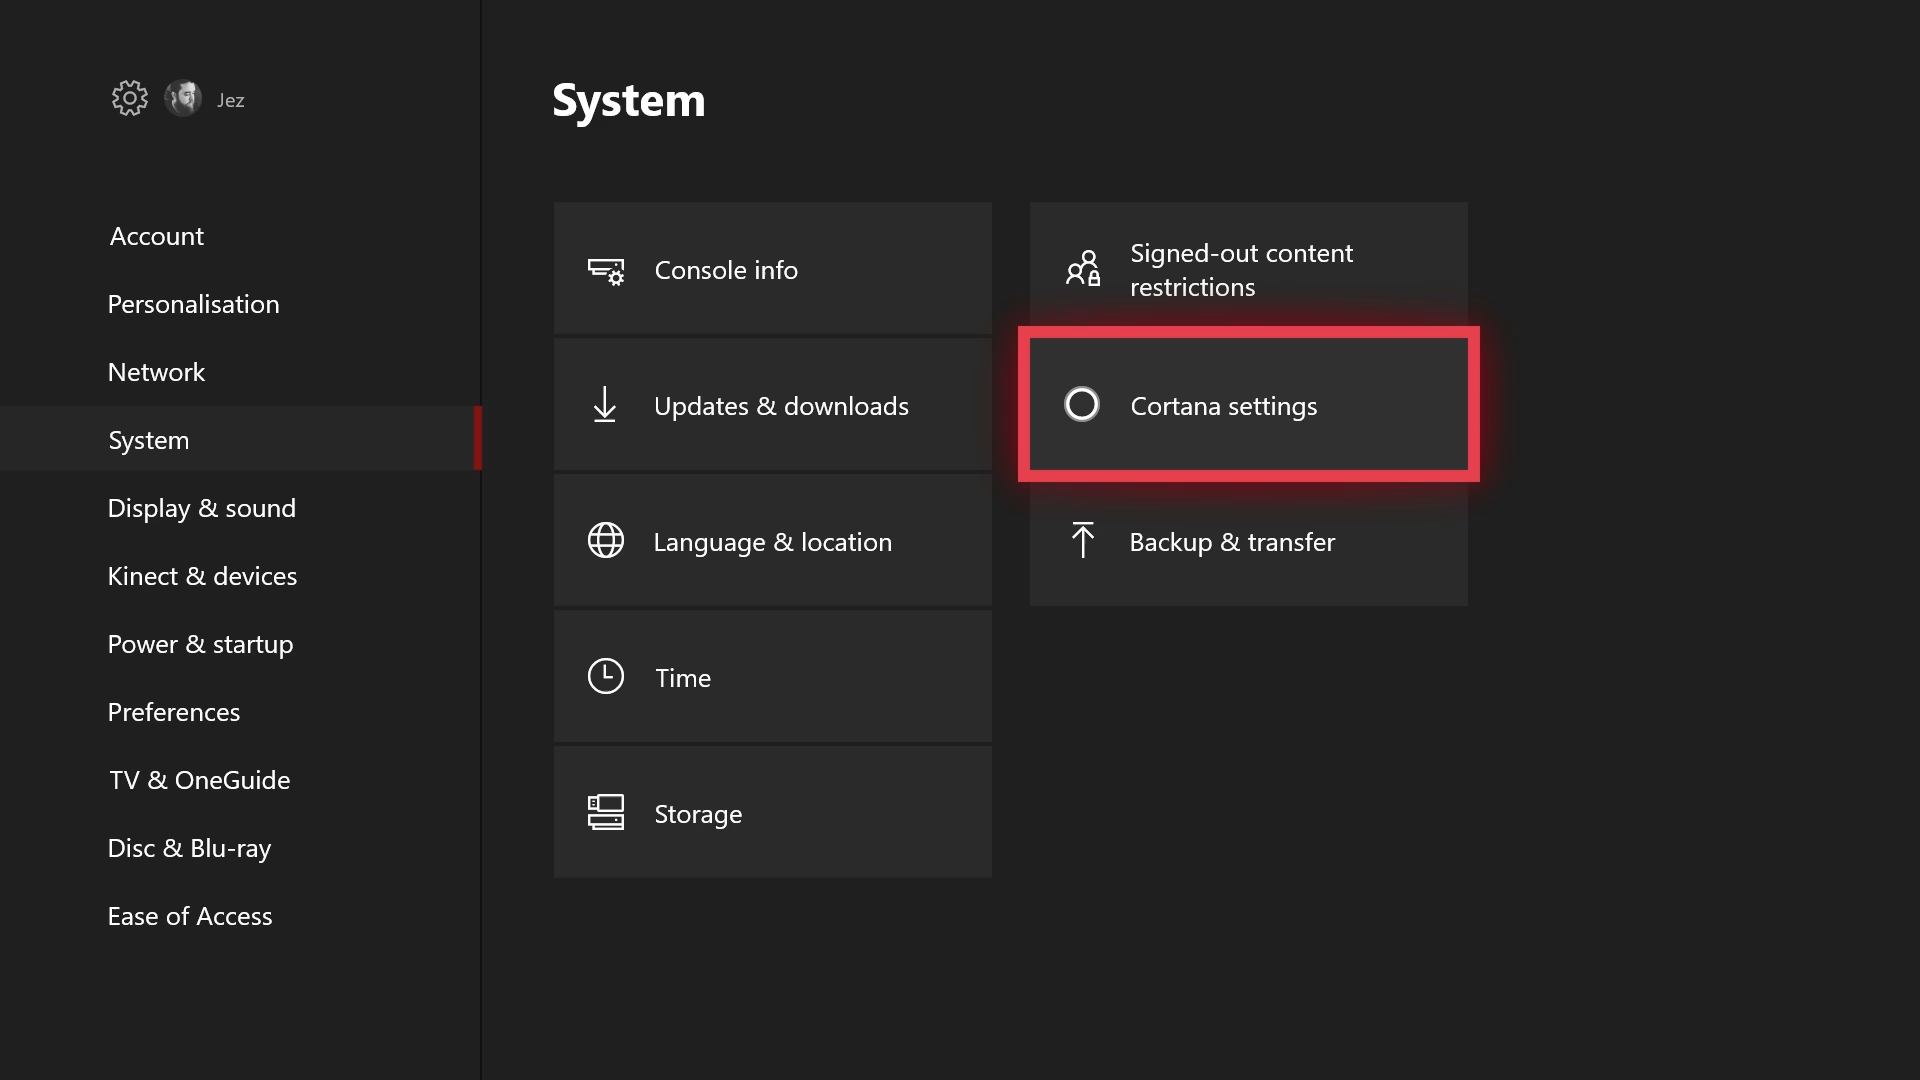 Jez
Account
Personalisation
Network
System
Display & sound
Kinect & devices
Power & startup
Preferences
TV & OneGuide
Disc & Blu-ray
Ease of Access
System
Console info
Updates & downloads
Language & location
Time
Storage
Signed-out content
restrictions
Cortana settings
Backup & transfer